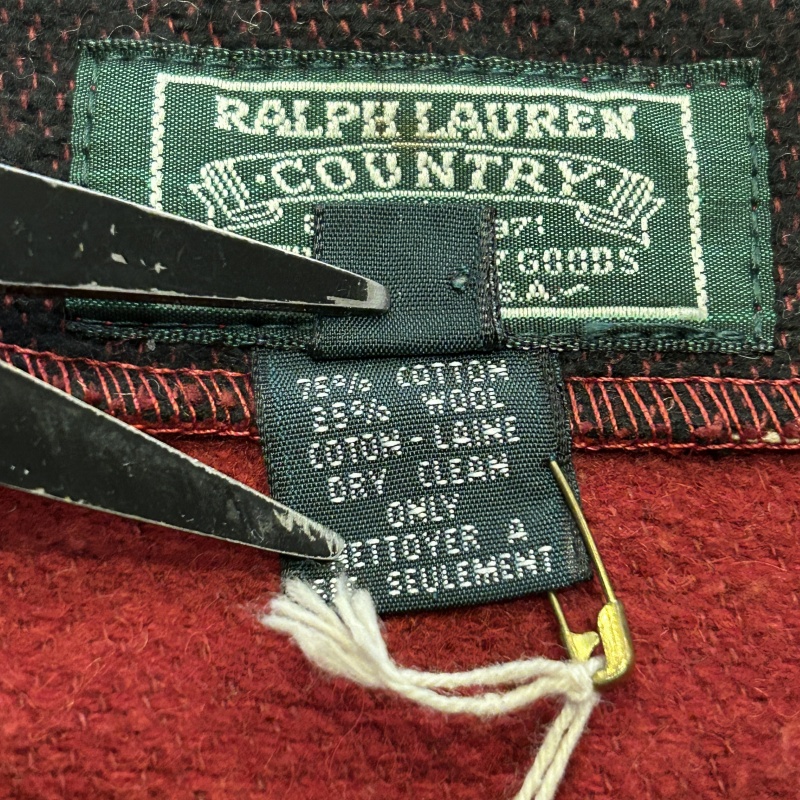 RALPH LAUREN
·COUNTRY·
GOODS
75% COTTON
25% WOOL
COTON-LAINE
DRY CLEAN
ONLY
A
SEULEMENT